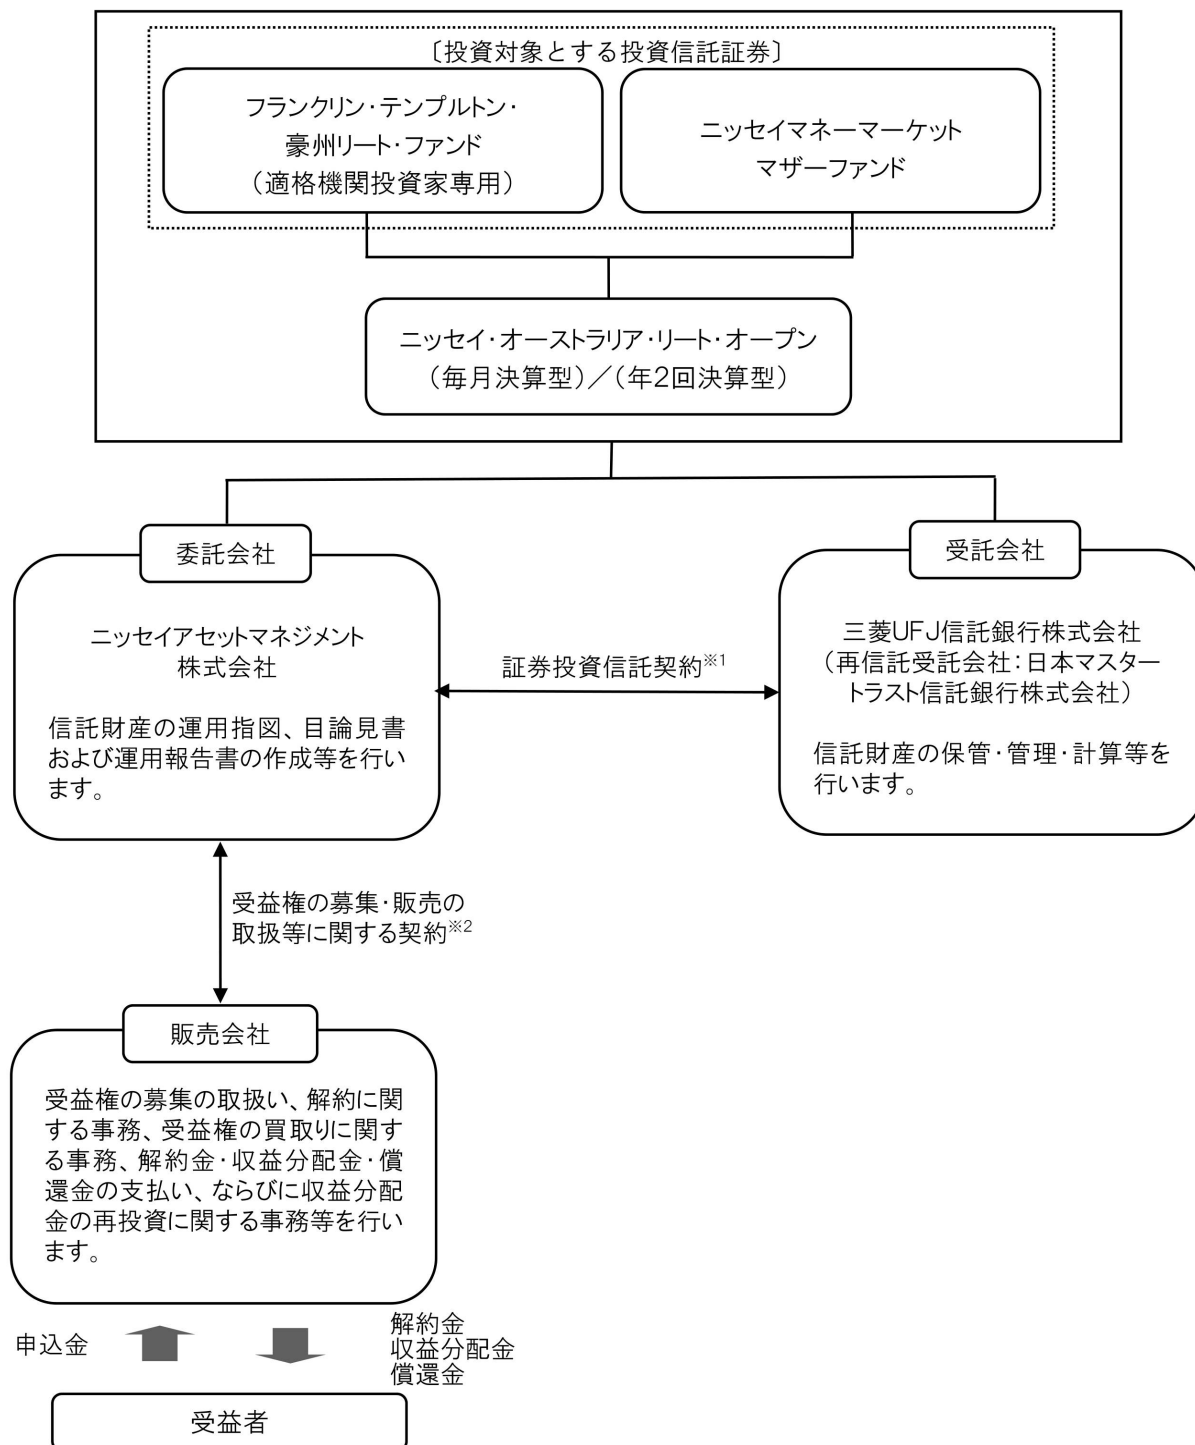 〔投資対象とする投資信託証券〕
フランクリン・テンプルトン・
豪州リート・ファンド
（適格機関投資家専用）
ニッセイマネーマーケット
マザーファンド
ニッセイ・オーストラリア・リート・オープン
（毎月決算型）／（年2回決算型）
委託会社
ニッセイアセットマネジメント
株式会社
信託財産の運用指図、目論見書
および運用報告書の作成等を行い
ます。
証券投資信託契約※1
受託会社
三菱UFJ信託銀行株式会社
（再信託受託会社：日本マスター
トラスト信託銀行株式会社）
信託財産の保管・管理・計算等を
行います。
受益権の募集・販売の
取扱等に関する契約※2
販売会社
受益権の募集の取扱い、解約に関
する事務、受益権の買取りに関す
る事務、解約金・収益分配金・償
還金の支払い、ならびに収益分配
金の再投資に関する事務等を行い
ます。
申込金
解約金
収益分配金
償還金
受益者